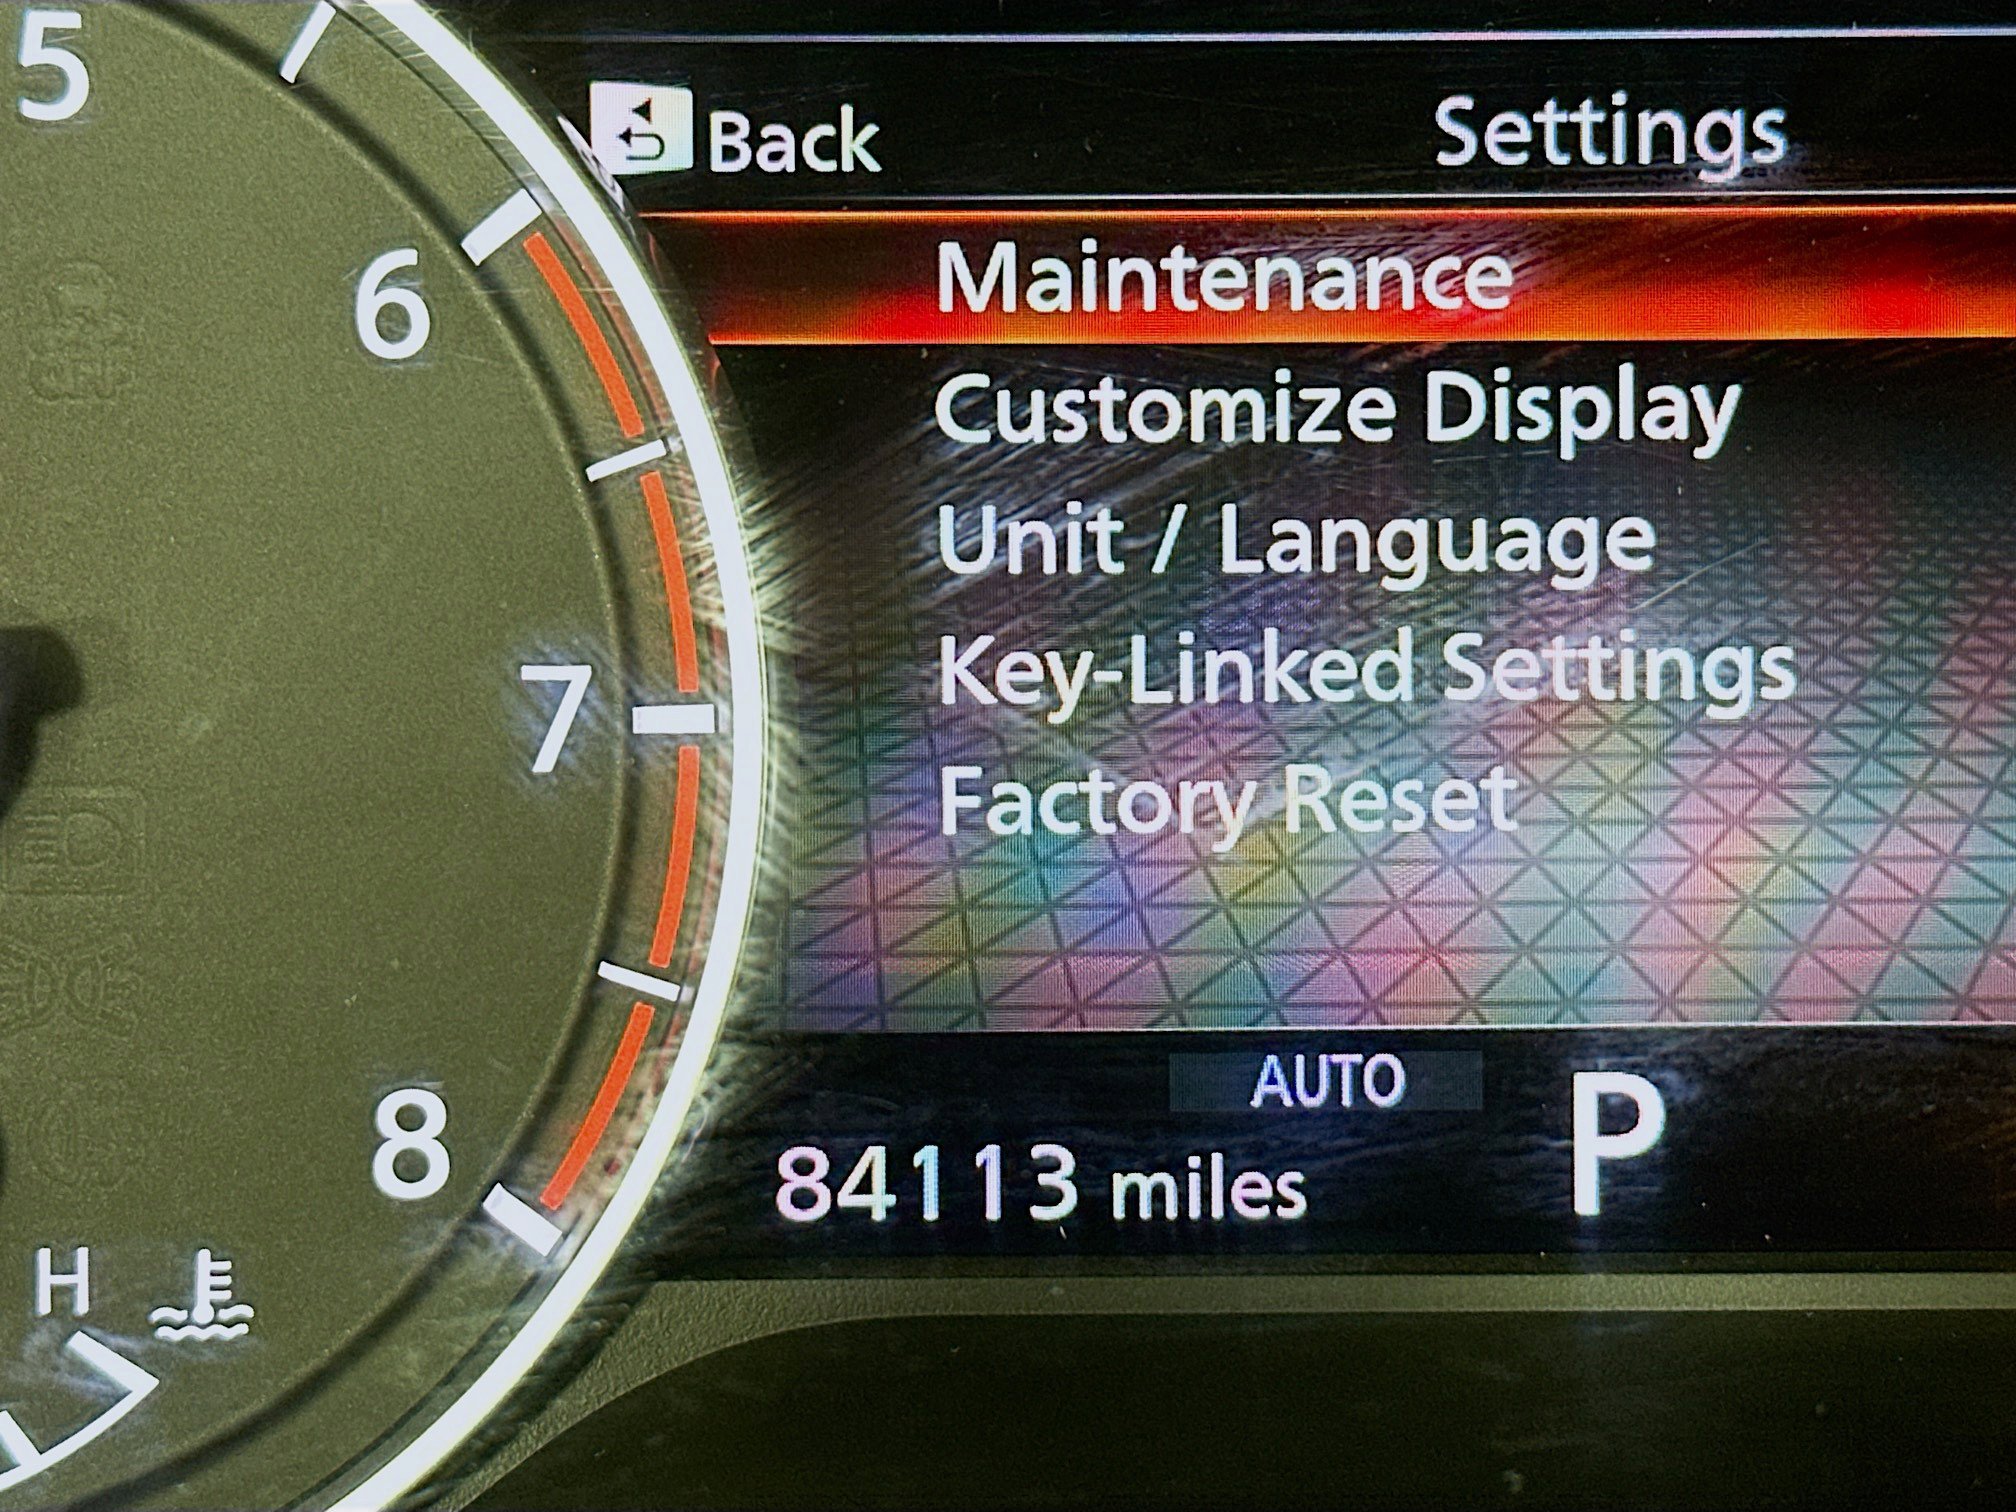 5
Back
Settings
6
Maintenance
Customize Display
Unit / Language
Key-Linked Settings
7
Factory Reset
AUTO
P
8
84113 miles
H
OFF